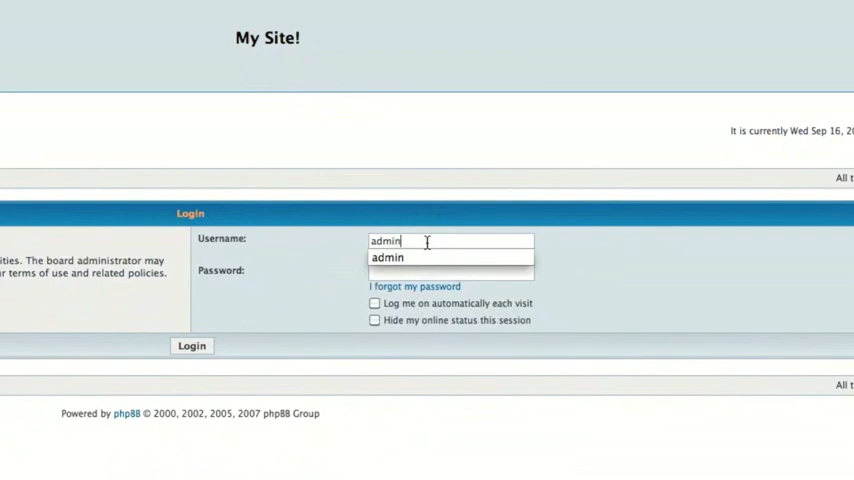 My Site!
It is currently Wed Sep 16, 20
All t
Login
Username:
admin
admin
ities. The board administrator may
ur terms of use and related policies.
Password:
I forgot my password
Log me on automatically each visit
Hide my online status this session
Login
All t
Powered by phpBB © 2000, 2002, 2005, 2007 phpBB Group